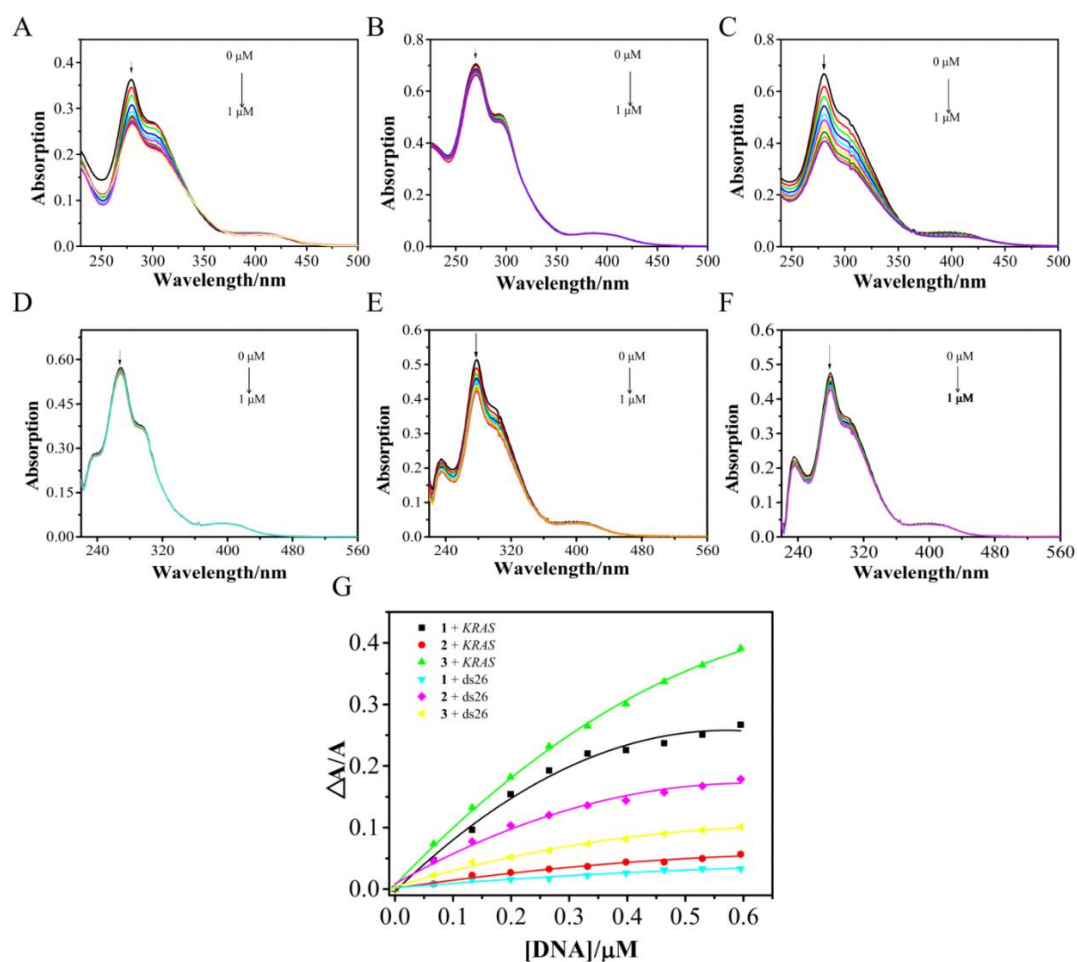 A
0.4
0.3
0.2
0.1
0.0
Absorption
0 μM
1 μM
250 300 350 400 450 500
Wavelength/nm
B
0.8
0.6
0.4
0.2
0.0
Absorption
0 μM
1 μM
250 300 350 400 450 500
Wavelength/nm
C
0.8
0.6
0.4
0.2
0.0
Absorption
0 μM
1 μM
250 300 350 400 450 500
Wavelength/nm
D
0.60
0.45
0.30
0.15
0.00
Absorption
0 μM
1 μM
240 320 400 480 560
Wavelength/nm
E
0.6
0.5
0.4
0.3
0.2
0.1
0.0
Absorption
0 μM
1 μM
240 320 400 480 560
Wavelength/nm
F
0.6
0.5
0.4
0.3
0.2
0.1
0.0
Absorption
0 μM
1 μM
240 320 400 480 560
Wavelength/nm
G
0.4
0.3
0.2
0.1
0.0
△A/A
1 + KRAS
2 + KRAS
3 + KRAS
1 + ds26
2 + ds26
3 + ds26
0.0 0.1 0.2 0.3 0.4 0.5 0.6
[DNA]/μM